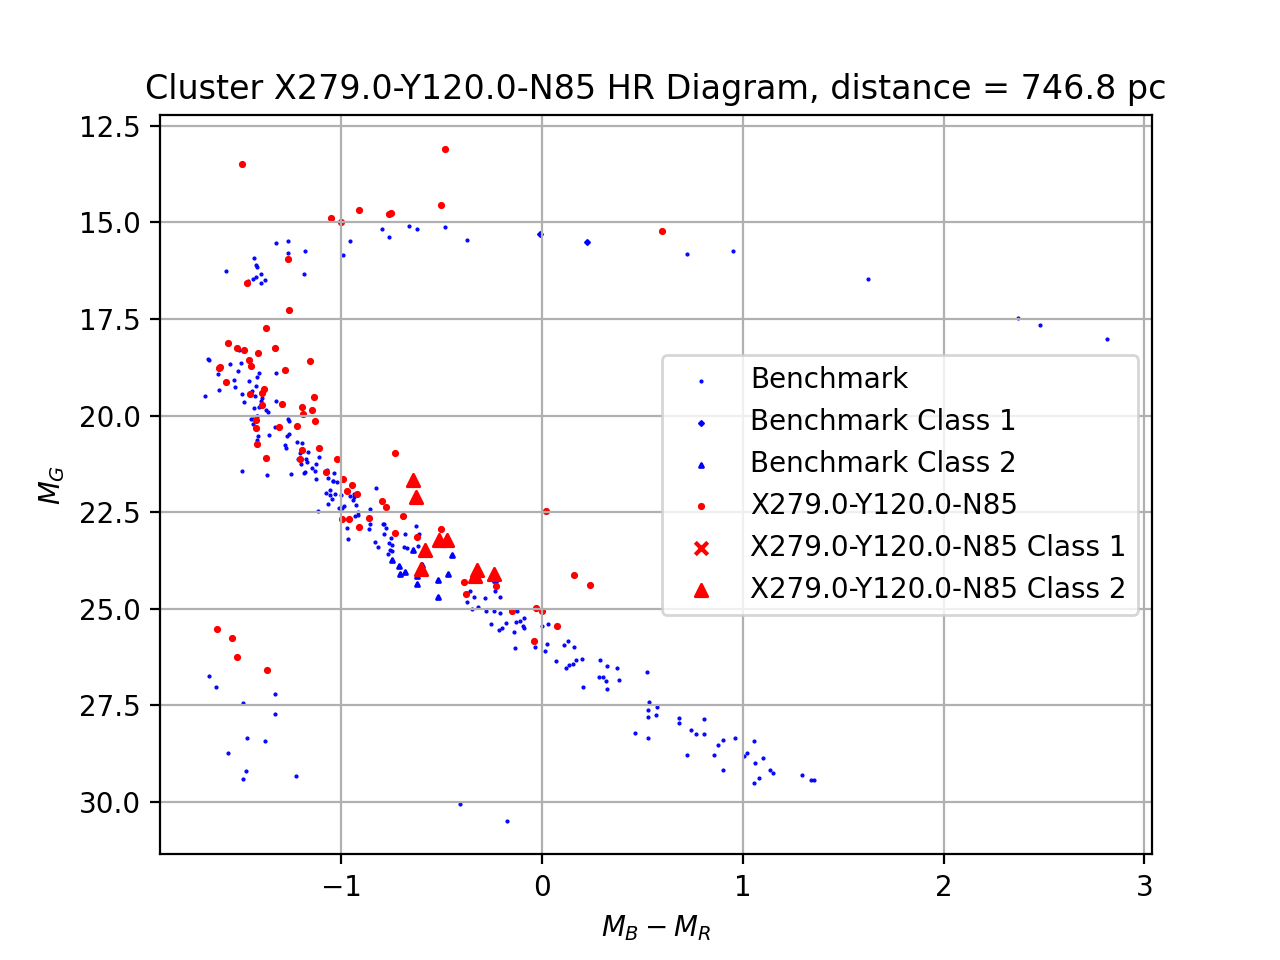 Cluster X279.0-Y120.0-N85 HR Diagram, distance = 746.8 pc
12.5
15.0
17.5
20.0
22.5
25.0
27.5
30.0
M_G
Benchmark
Benchmark Class 1
Benchmark Class 2
X279.0-Y120.0-N85
X279.0-Y120.0-N85 Class 1
X279.0-Y120.0-N85 Class 2
−1 0 1 2 3
M_B − M_R